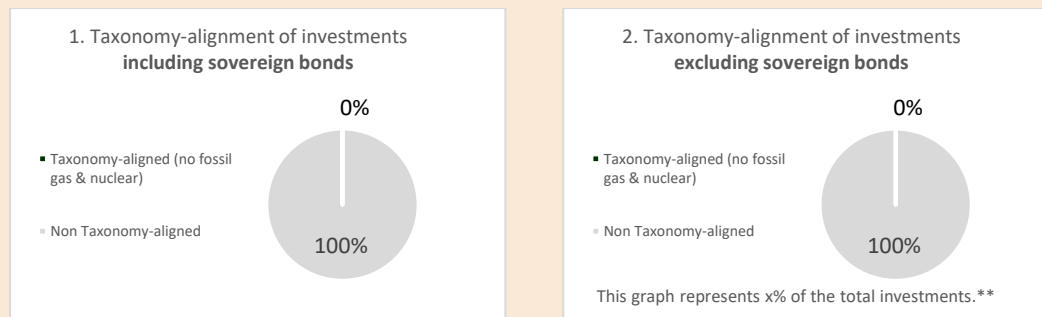 1. Taxonomy-alignment of investments
including sovereign bonds
0%
Taxonomy-aligned (no fossil
gas & nuclear)
Non Taxonomy-aligned
100%
2. Taxonomy-alignment of investments
excluding sovereign bonds
0%
Taxonomy-aligned (no fossil
gas & nuclear)
Non Taxonomy-aligned
100%
This graph represents x% of the total investments.**